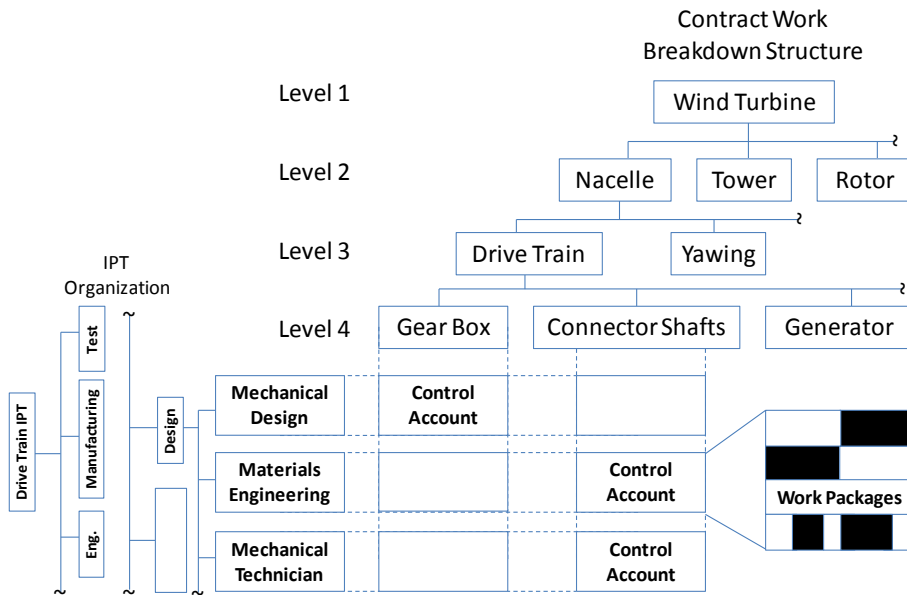 Contract Work
Breakdown Structure
Level 1
Wind Turbine
Level 2
Nacelle
Tower
Rotor
Level 3
Drive Train
Yawing
IPT
Organization
Level 4
Gear Box
Connector Shafts
Generator
Drive Train IPT
Test
Manufacturing
Eng.
Design
Mechanical
Design
Control
Account
Materials
Engineering
Control
Account
Work Packages
Mechanical
Technician
Control
Account